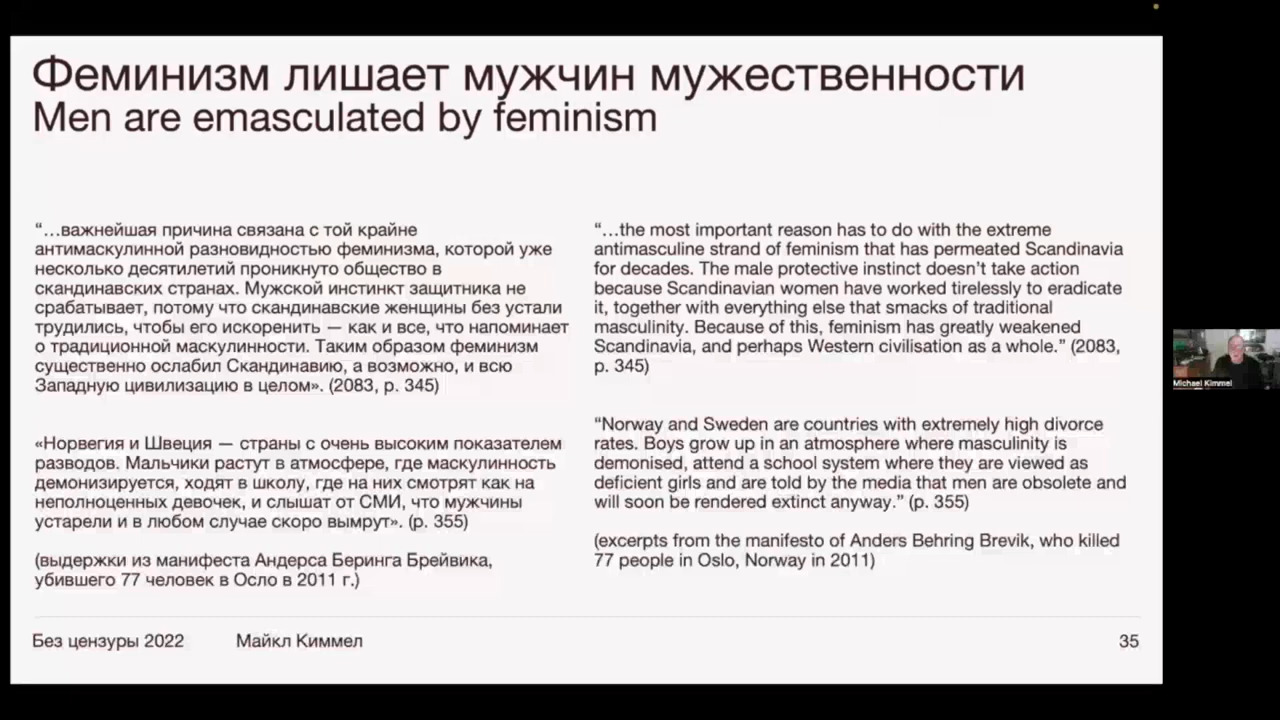 Феминизм лишает мужчин мужественности
Men are emasculated by feminism
“…важнейшая причина связана с той крайне
антимаскулинной разновидностью феминизма, которой уже
несколько десятилетий проникнуто общество в
скандинавских странах. Мужской инстинкт защитника не
срабатывает, потому что скандинавские женщины без устали
трудились, чтобы его искоренить — как и все, что напоминает
о традиционной маскулинности. Таким образом феминизм
существенно ослабил Скандинавию, а возможно, и всю
Западную цивилизацию в целом». (2083, p. 345)
«Норвегия и Швеция — страны с очень высоким показателем
разводов. Мальчики растут в атмосфере, где маскулинность
демонизируется, ходят в школу, где на них смотрят как на
неполноценных девочек, и слышат от СМИ, что мужчины
устарели и в любом случае скоро вымрут». (p. 355)
(выдержки из манифеста Андерса Беринга Брейвика,
убившего 77 человек в Осло в 2011 г.)
“…the most important reason has to do with the extreme
antimasculine strand of feminism that has permeated Scandinavia
for decades. The male protective instinct doesn’t take action
because Scandinavian women have worked tirelessly to eradicate
it, together with everything else that smacks of traditional
masculinity. Because of this, feminism has greatly weakened
Scandinavia, and perhaps Western civilisation as a whole.” (2083,
p. 345)
“Norway and Sweden are countries with extremely high divorce
rates. Boys grow up in an atmosphere where masculinity is
demonised, attend a school system where they are viewed as
deficient girls and are told by the media that men are obsolete and
will soon be rendered extinct anyway.” (p. 355)
(excerpts from the manifesto of Anders Behring Brevik, who killed
77 people in Oslo, Norway in 2011)
Без цензуры 2022
Майкл Киммел
35
Michael Kimmel